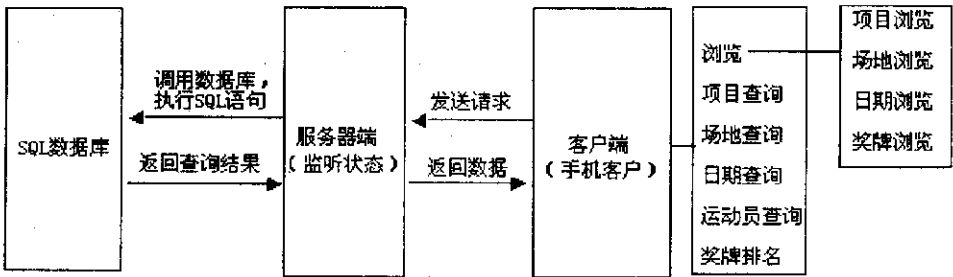 SQL数据库
调用数据库，
执行SQL语句
返回查询结果
服务器端
（监听状态）
发送请求
返回数据
客户端
（手机客户）
浏览
项目查询
场地查询
日期查询
运动员查询
奖牌排名
项目浏览
场地浏览
日期浏览
奖牌浏览